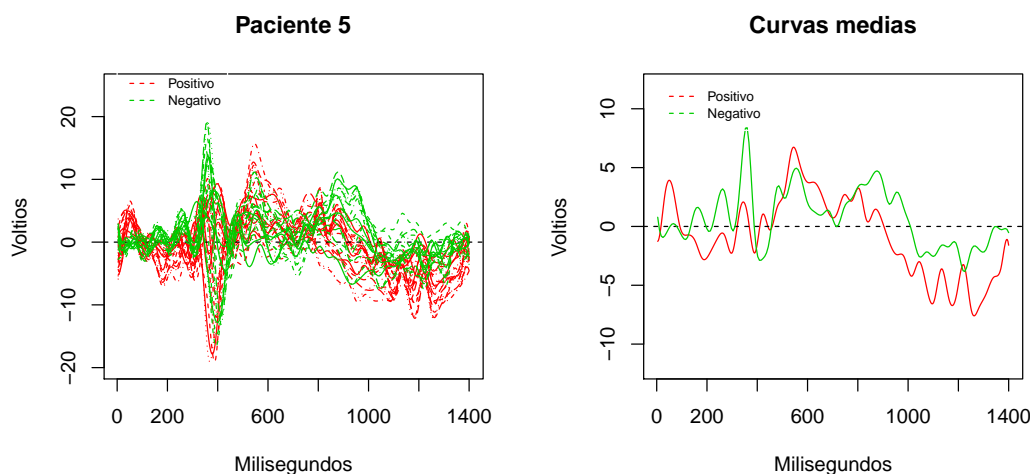 Paciente 5
Positivo
Negativo
Voltios
20
10
0
−10
−20
0
200
600
1000
1400
Milisegundos
Curvas medias
Positivo
Negativo
Voltios
10
5
0
−5
−10
0
200
600
1000
1400
Milisegundos